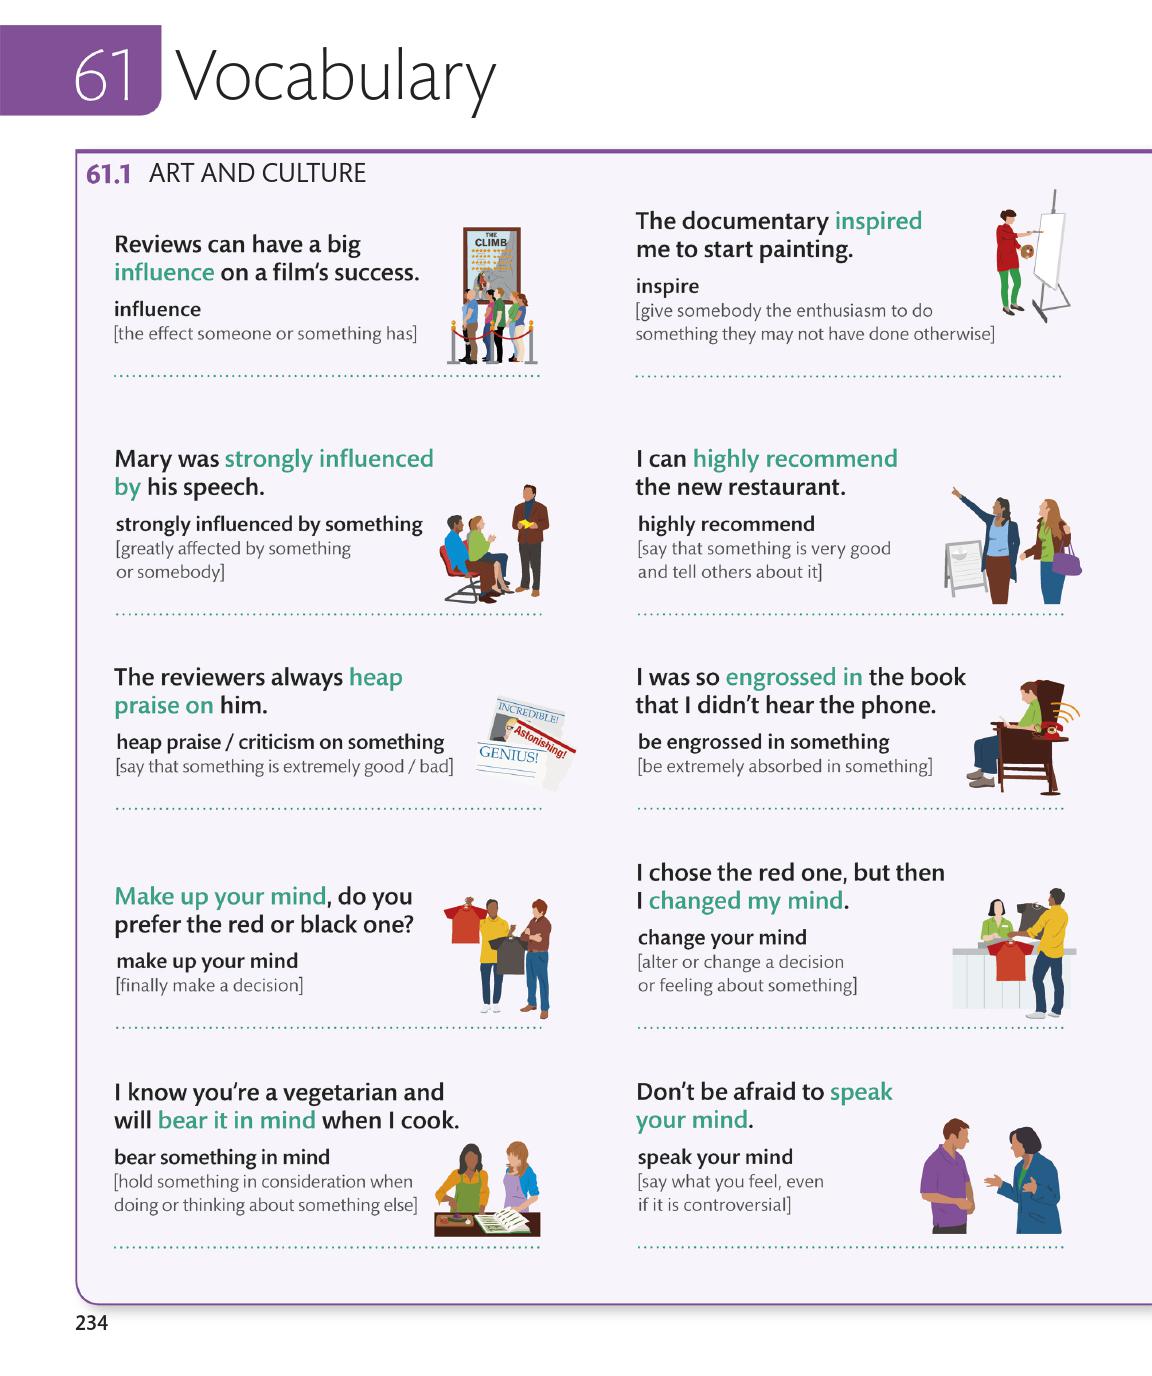 61 Vocabulary
61.1 ART AND CULTURE
Reviews can have a big
influence on a film's success.
influence
[the effect someone or something has]
THE
CLIMB
The documentary inspired
me to start painting.
inspire
[give somebody the enthusiasm to do
something they may not have done otherwise]
Mary was strongly influenced
by his speech.
strongly influenced by something
[greatly affected by something
or somebody]
I can highly recommend
the new restaurant.
highly recommend
[say that something is very good
and tell others about it]
The reviewers always heap
praise on him.
heap praise / criticism on something
[say that something is extremely good / bad]
INCREDIBLE!
Astonishing!
GENIUS!
I was so engrossed in the book
that I didn't hear the phone.
be engrossed in something
[be extremely absorbed in something]
Make up your mind, do you
prefer the red or black one?
make up your mind
[finally make a decision]
I chose the red one, but then
I changed my mind.
change your mind
[alter or change a decision
or feeling about something]
I know you're a vegetarian and
will bear it in mind when I cook.
bear something in mind
[hold something in consideration when
doing or thinking about something else]
Don't be afraid to speak
your mind.
speak your mind
[say what you feel, even
if it is controversial]
234